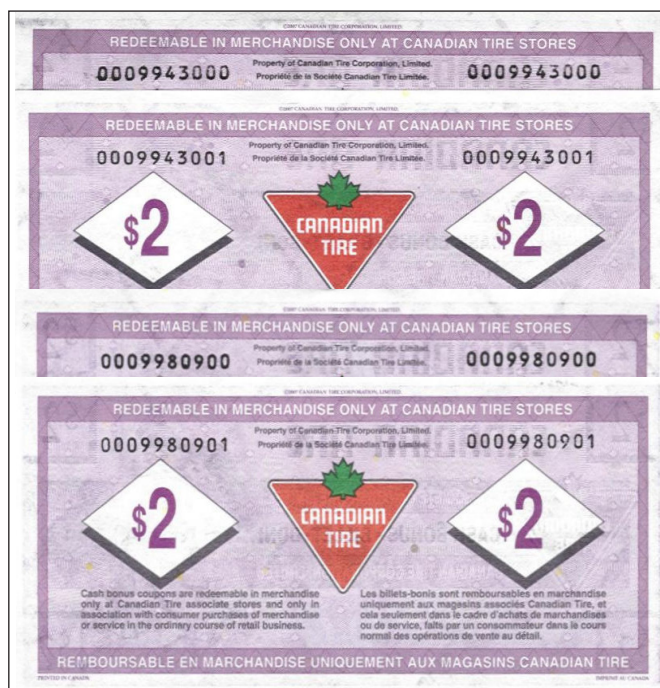 ©2007 CANADIAN TIRE CORPORATION, LIMITED.
REDEEMABLE IN MERCHANDISE ONLY AT CANADIAN TIRE STORES
0009943000 Property of Canadian Tire Corporation, Limited. 0009943000
Propriété de la Société Canadian Tire Limitée.
©2007 CANADIAN TIRE CORPORATION, LIMITED.
REDEEMABLE IN MERCHANDISE ONLY AT CANADIAN TIRE STORES
0009943001 Property of Canadian Tire Corporation, Limited. 0009943001
Propriété de la Société Canadian Tire Limitée.
$2 CANADIAN TIRE $2
©2007 CANADIAN TIRE CORPORATION, LIMITED.
REDEEMABLE IN MERCHANDISE ONLY AT CANADIAN TIRE STORES
0009980900 Property of Canadian Tire Corporation, Limited. 0009980900
Propriété de la Société Canadian Tire Limitée.
©2007 CANADIAN TIRE CORPORATION, LIMITED.
REDEEMABLE IN MERCHANDISE ONLY AT CANADIAN TIRE STORES
0009980901 Property of Canadian Tire Corporation, Limited. 0009980901
Propriété de la Société Canadian Tire Limitée.
$2 CANADIAN TIRE $2
Cash bonus coupons are redeemable in merchandise
only at Canadian Tire associate stores and only in
association with consumer purchases of merchandise
or service in the ordinary course of retail business.
Les billets-bonis sont remboursables en marchandise
uniquement aux magasins associés Canadian Tire, et
cela seulement dans le cadre d'achats de marchandises
ou de service, faits par un consommateur dans le cours
normal des opérations de vente au détail.
REMBOURSABLE EN MARCHANDISE UNIQUEMENT AUX MAGASINS CANADIAN TIRE
PRINTED IN CANADA IMPRIMÉ AU CANADA